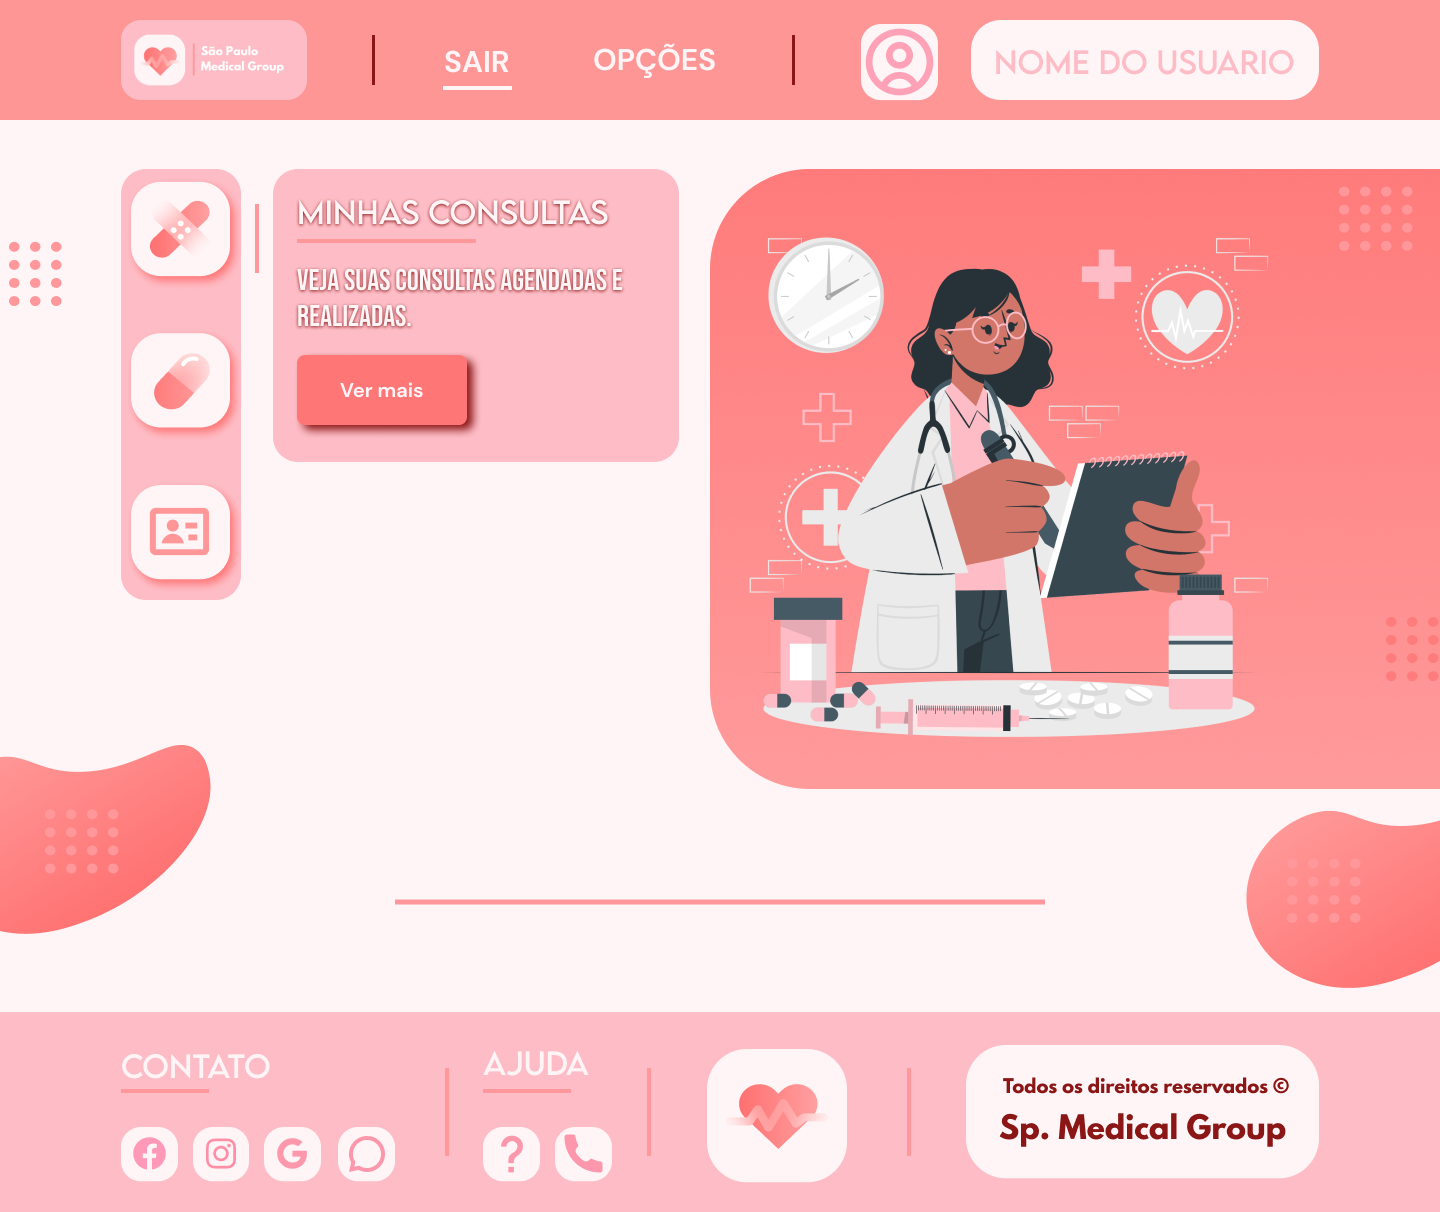 São Paulo
Medical Group
SAIR
OPÇÕES
NOME DO USUARIO
MINHAS CONSULTAS
VEJA SUAS CONSULTAS AGENDADAS E
REALIZADAS.
Ver mais
CONTATO
AJUDA
Todos os direitos reservados ©
Sp. Medical Group